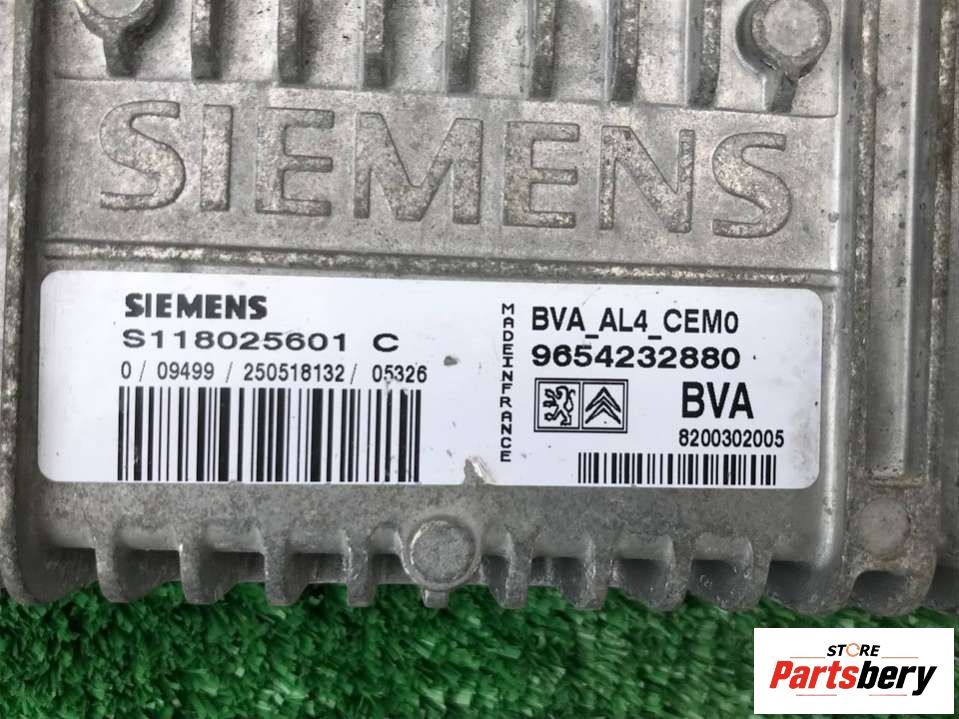 SIEMENS
SIEMENS
S118025601 C
0 / 09499 / 250518132 / 05326
MADEINFRANCE
BVA_AL4_CEM0
9654232880
BVA
8200302005
STORE
Partsbery